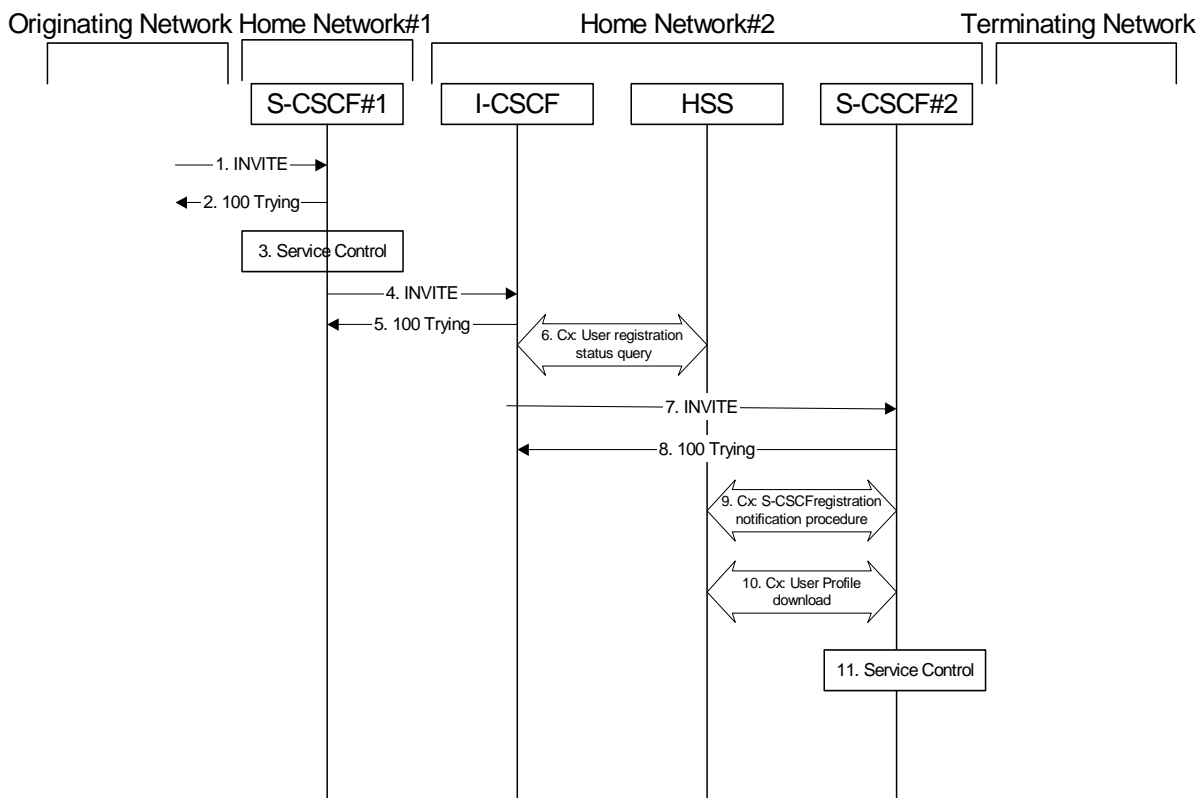 Originating Network
Home Network#1
Home Network#2
Terminating Network
S-CSCF#1
I-CSCF
HSS
S-CSCF#2
1. INVITE
2. 100 Trying
3. Service Control
4. INVITE
5. 100 Trying
6. Cx: User registration
status query
7. INVITE
8. 100 Trying
9. Cx: S-CSCFregistration
notification procedure
10. Cx: User Profile
download
11. Service Control